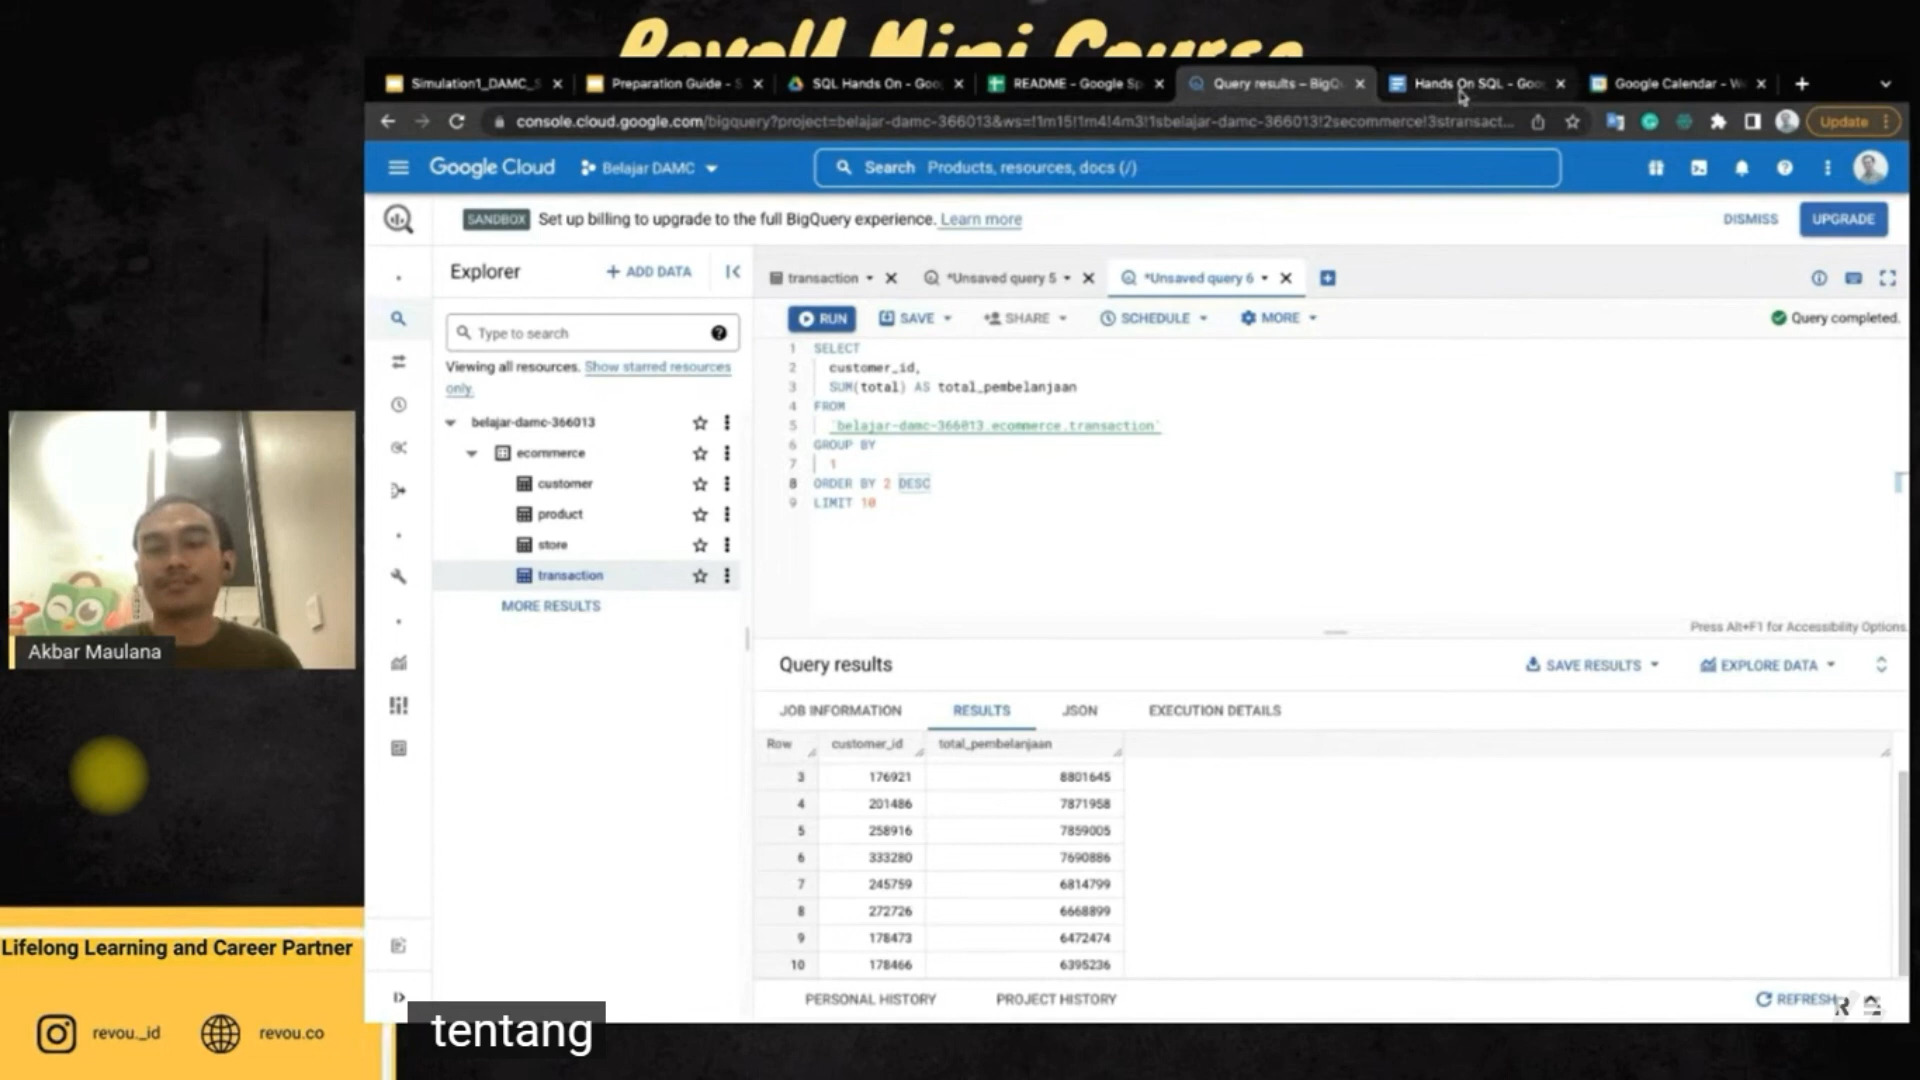 RevoU Mini Course
Simulation1_DAMC_S
Preparation Guide - S
SQL Hands On - Goo
README - Google Sp
Query results – BigQ
Hands On SQL - Goo
Google Calendar - W
console.cloud.google.com/bigquery?project=belajar-damc-366013&ws=!1m15!1m4!4m3!1sbelajar-damc-366013!2secommerce!3stransact...
Update
Google Cloud
Belajar DAMC
Search Products, resources, docs (/)
SANDBOX
Set up billing to upgrade to the full BigQuery experience. Learn more
DISMISS
UPGRADE
Explorer
+ ADD DATA
Type to search
Viewing all resources. Show starred resources
only.
belajar-damc-366013
ecommerce
customer
product
store
transaction
MORE RESULTS
transaction
*Unsaved query 5
*Unsaved query 6
RUN
SAVE
SHARE
SCHEDULE
MORE
Query completed.
1 SELECT
2 customer_id,
3 SUM(total) AS total_pembelanjaan
4 FROM
5 `belajar-damc-366013.ecommerce.transaction`
6 GROUP BY
7 1
8 ORDER BY 2 DESC
9 LIMIT 10
Press Alt+F1 for Accessibility Options.
Query results
SAVE RESULTS
EXPLORE DATA
JOB INFORMATION
RESULTS
JSON
EXECUTION DETAILS
Row customer_id total_pembelanjaan
3 176921 8801645
4 201486 7871958
5 258916 7859005
6 333280 7690886
7 245759 6814799
8 272726 6668899
9 178473 6472474
10 178466 6395236
PERSONAL HISTORY
PROJECT HISTORY
REFRESH
Akbar Maulana
Lifelong Learning and Career Partner
revou_id
revou.co
tentang